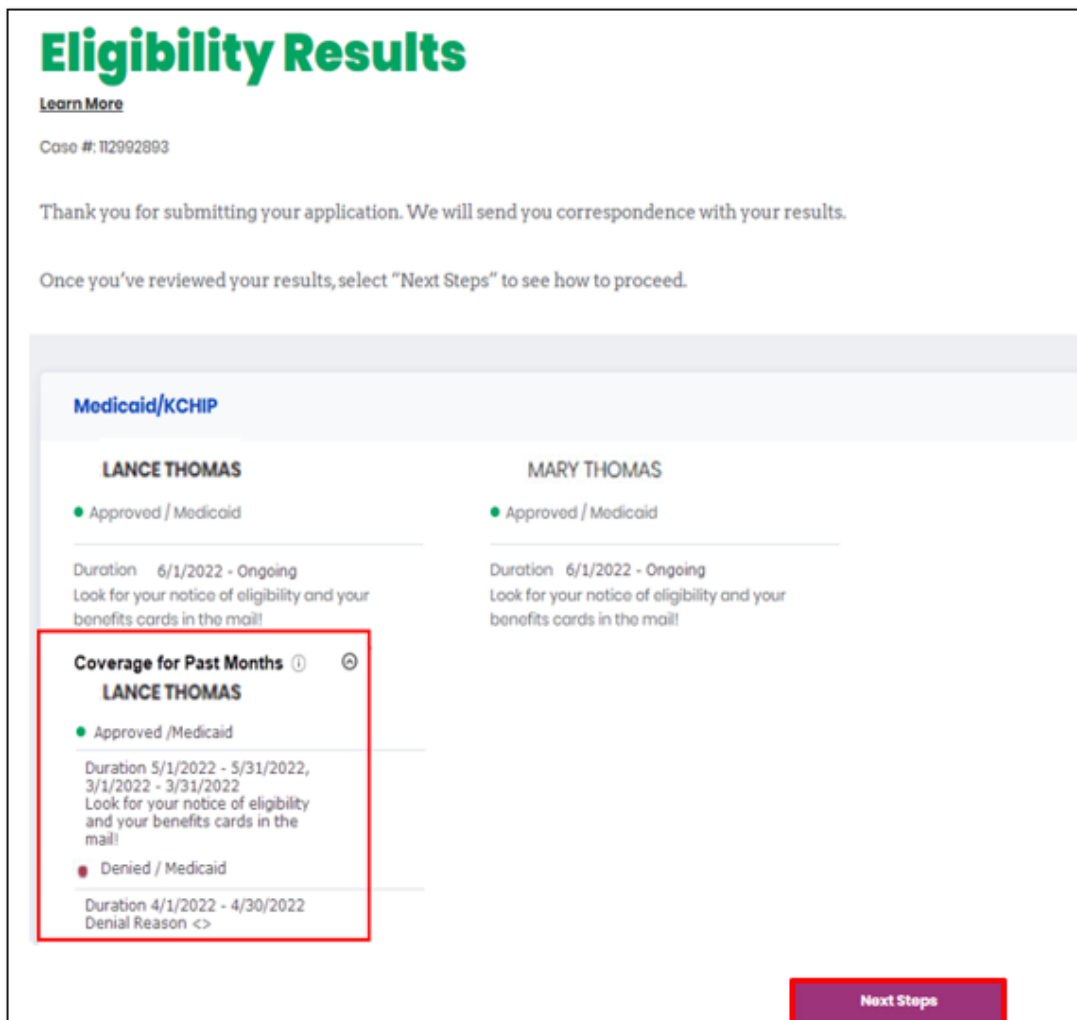 Eligibility Results
Learn More
Case #: 112992893
Thank you for submitting your application. We will send you correspondence with your results.
Once you've reviewed your results, select "Next Steps" to see how to proceed.
Medicaid/KCHIP
LANCE THOMAS
Approved / Medicaid
Duration 6/1/2022 - Ongoing
Look for your notice of eligibility and your
benefits cards in the mail!
MARY THOMAS
Approved / Medicaid
Duration 6/1/2022 - Ongoing
Look for your notice of eligibility and your
benefits cards in the mail!
Coverage for Past Months
LANCE THOMAS
Approved /Medicaid
Duration 5/1/2022 - 5/31/2022,
3/1/2022 - 3/31/2022
Look for your notice of eligibility
and your benefits cards in the
mail!
Denied / Medicaid
Duration 4/1/2022 - 4/30/2022
Denial Reason <>
Next Steps